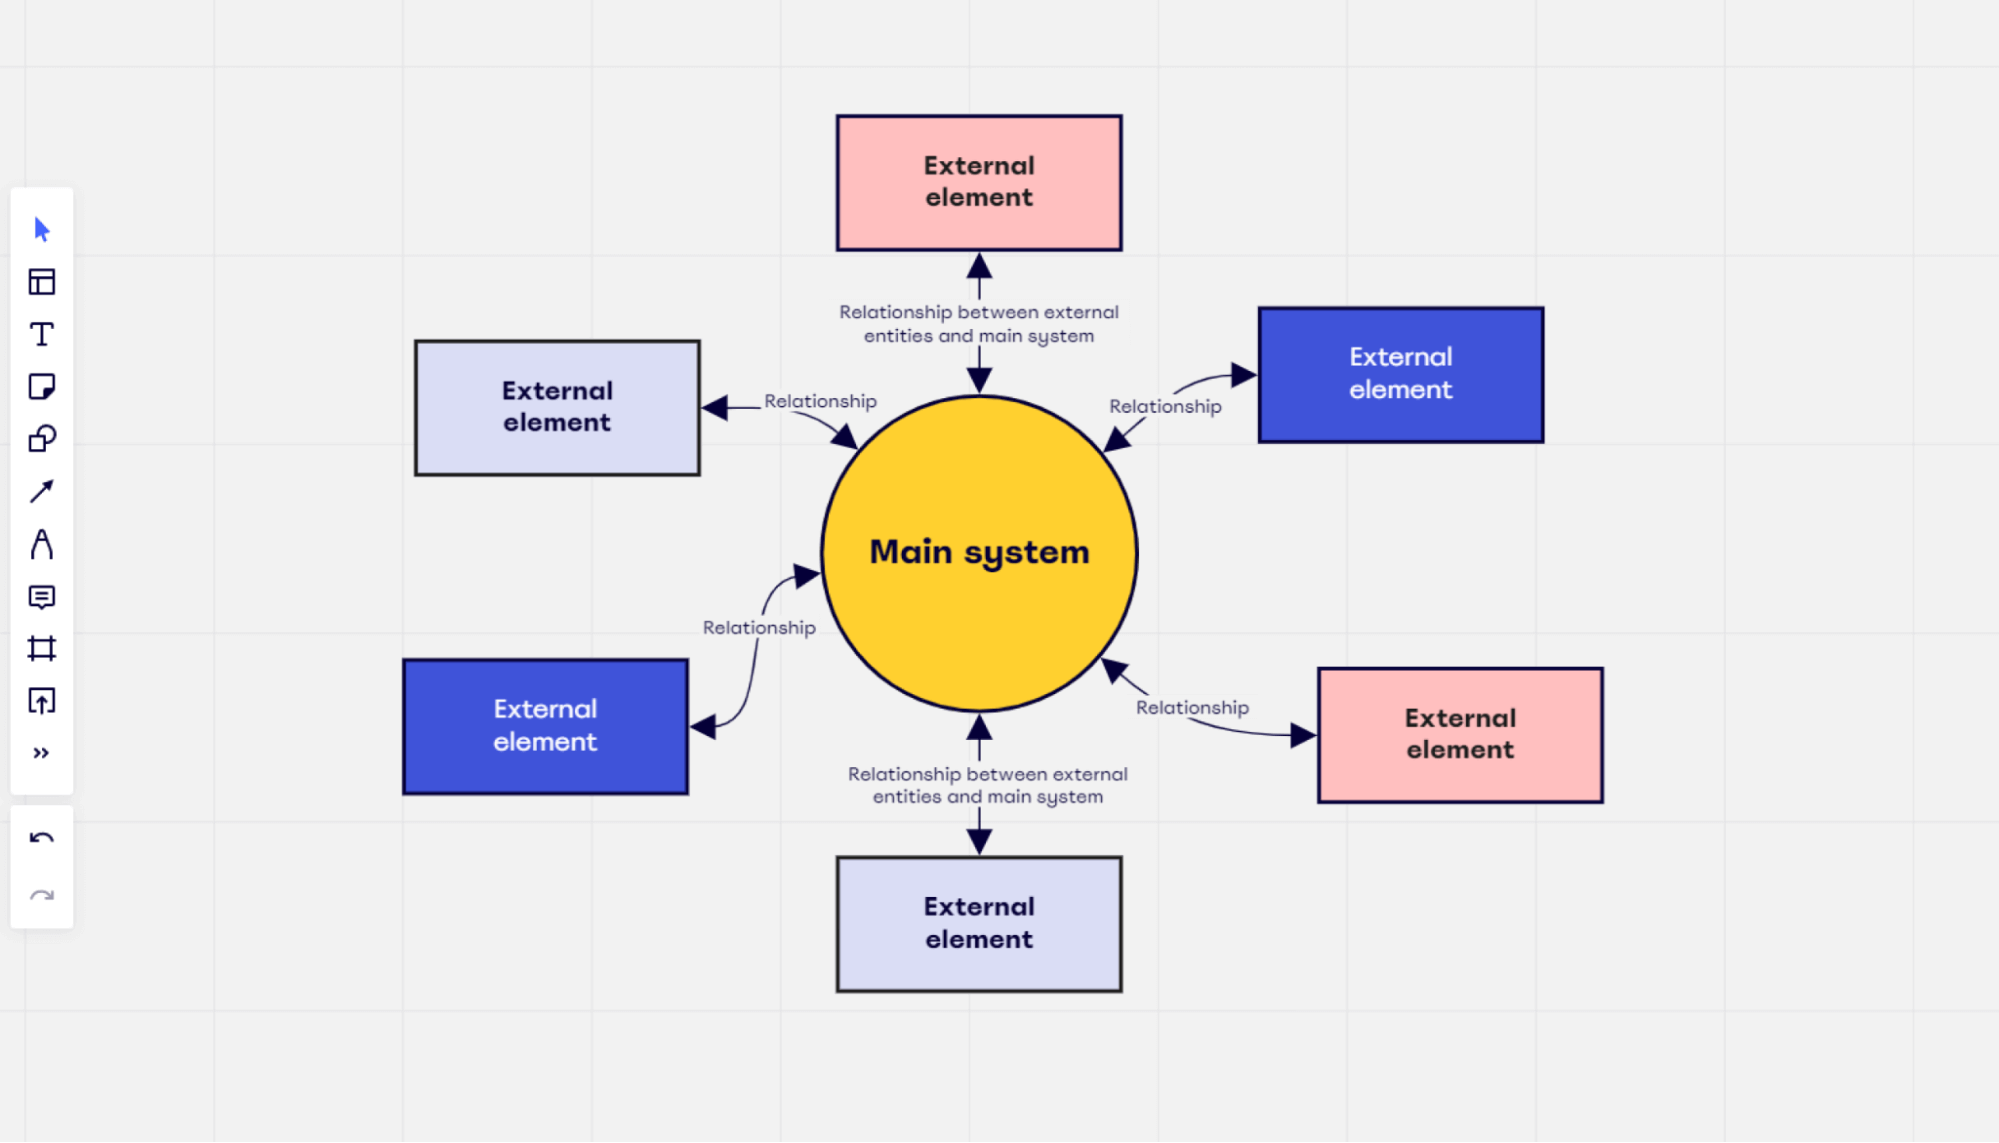 External
element
Relationship between external
entities and main system
External
element
External
element
Relationship
Relationship
Main system
Relationship
External
element
Relationship
External
element
Relationship between external
entities and main system
External
element